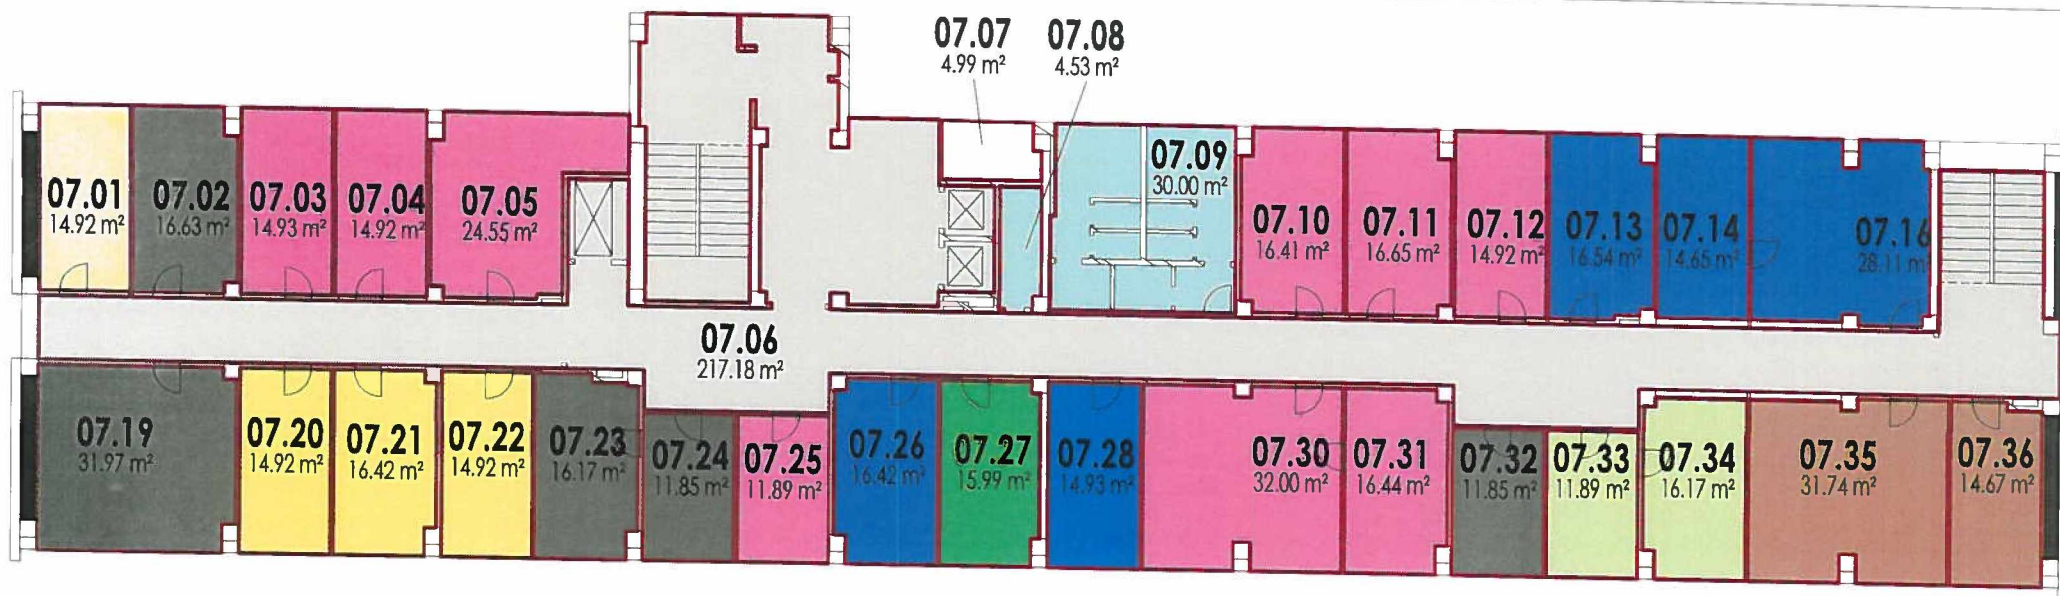 07.07
4.99 m²
07.08
4.53 m²
07.01
14.92 m²
07.02
16.63 m²
07.03
14.93 m²
07.04
14.92 m²
07.05
24.55 m²
07.09
30.00 m²
07.10
16.41 m²
07.11
16.65 m²
07.12
14.92 m²
07.13
16.54 m²
07.14
14.65 m²
07.16
28.11 m²
07.06
217.18 m²
07.19
31.97 m²
07.20
14.92 m²
07.21
16.42 m²
07.22
14.92 m²
07.23
16.17 m²
07.24
11.85 m²
07.25
11.89 m²
07.26
16.42 m²
07.27
15.99 m²
07.28
14.93 m²
07.30
32.00 m²
07.31
16.44 m²
07.32
11.85 m²
07.33
11.89 m²
07.34
16.17 m²
07.35
31.74 m²
07.36
14.67 m²